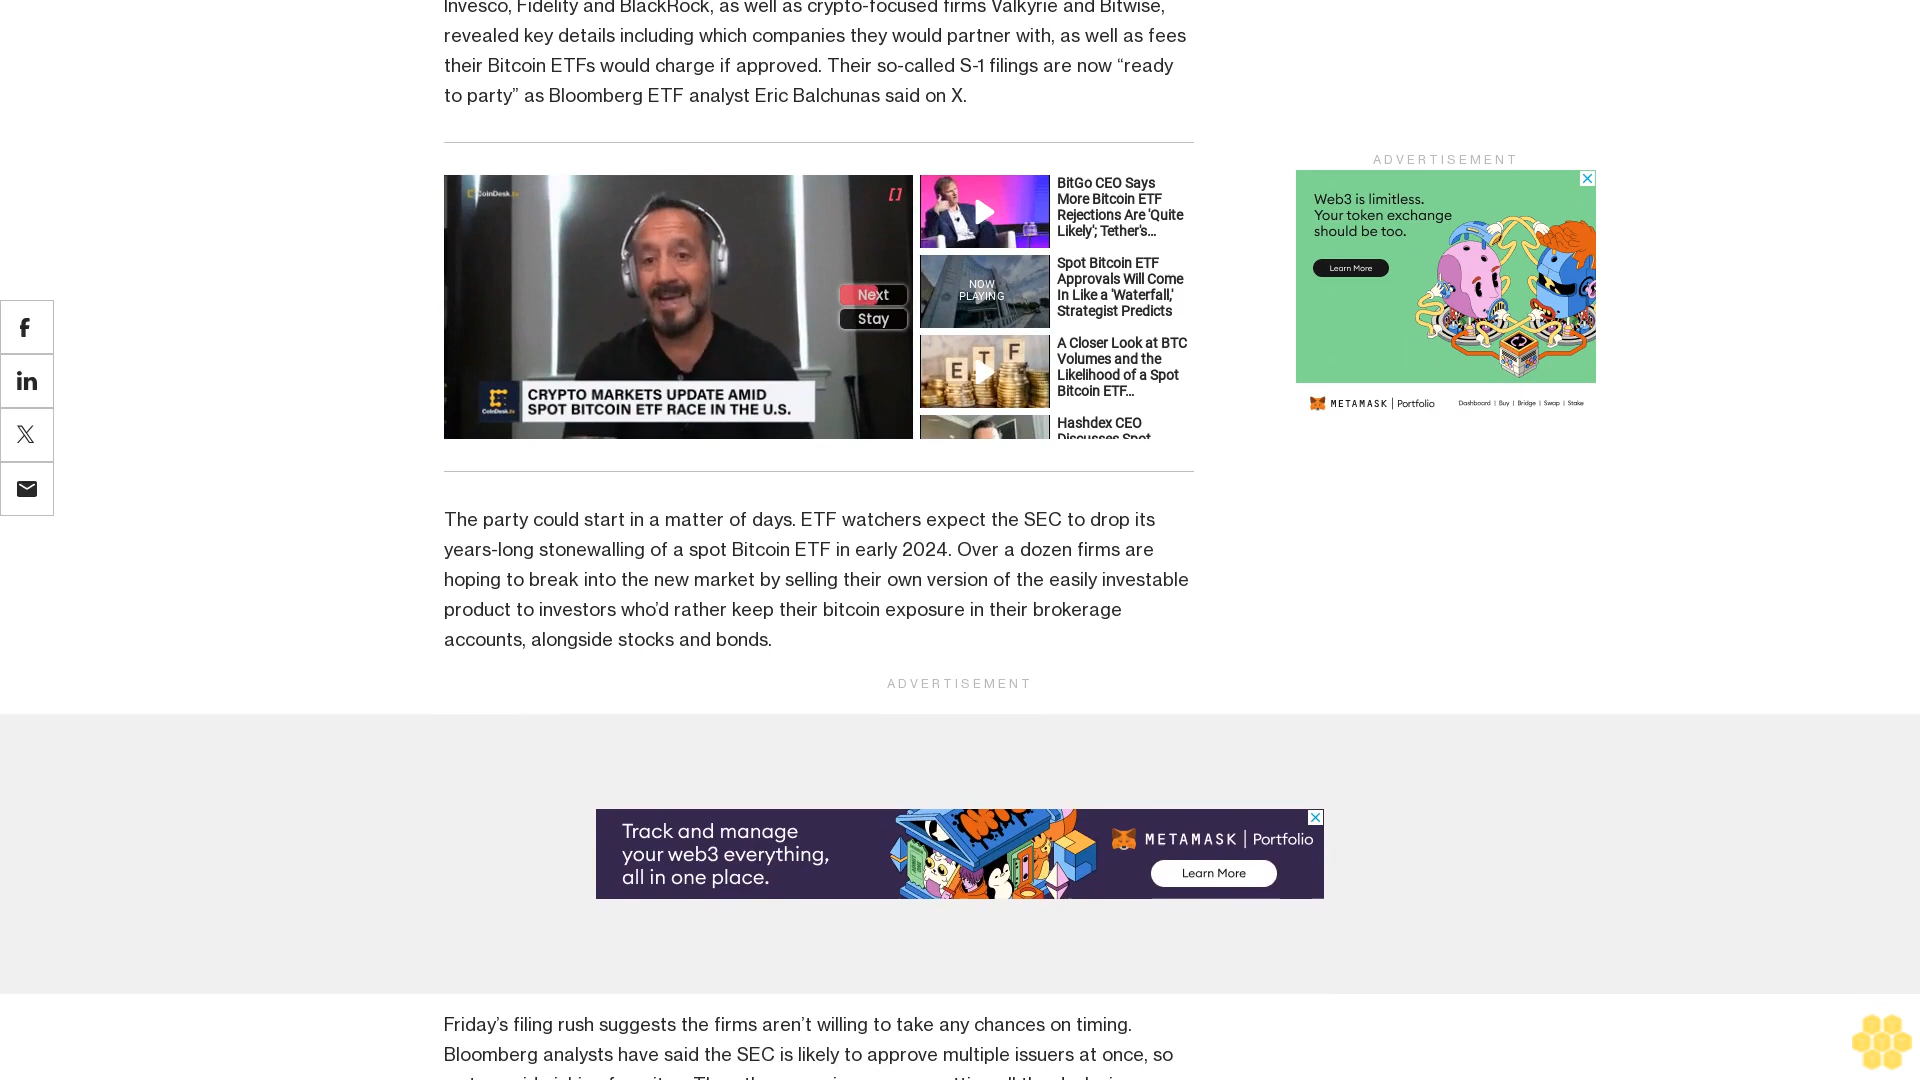 Invesco, Fidelity and BlackRock, as well as crypto-focused firms Valkyrie and Bitwise,
revealed key details including which companies they would partner with, as well as fees
their Bitcoin ETFs would charge if approved. Their so-called S-1 filings are now “ready
to party” as Bloomberg ETF analyst Eric Balchunas said on X.
CoinDesk.tv
Next
Stay
CoinDesk.tv
CRYPTO MARKETS UPDATE AMID
SPOT BITCOIN ETF RACE IN THE U.S.
BitGo CEO Says
More Bitcoin ETF
Rejections Are 'Quite
Likely'; Tether's...
NOW
PLAYING
Spot Bitcoin ETF
Approvals Will Come
In Like a 'Waterfall,'
Strategist Predicts
E T F
A Closer Look at BTC
Volumes and the
Likelihood of a Spot
Bitcoin ETF...
Hashdex CEO
Discusses Spot
ADVERTISEMENT
Web3 is limitless.
Your token exchange
should be too.
Learn More
METAMASK | Portfolio
Dashboard | Buy | Bridge | Swap | Stake
f
in
X
The party could start in a matter of days. ETF watchers expect the SEC to drop its
years-long stonewalling of a spot Bitcoin ETF in early 2024. Over a dozen firms are
hoping to break into the new market by selling their own version of the easily investable
product to investors who’d rather keep their bitcoin exposure in their brokerage
accounts, alongside stocks and bonds.
ADVERTISEMENT
Track and manage
your web3 everything,
all in one place.
METAMASK | Portfolio
Learn More
Friday’s filing rush suggests the firms aren’t willing to take any chances on timing.
Bloomberg analysts have said the SEC is likely to approve multiple issuers at once, so